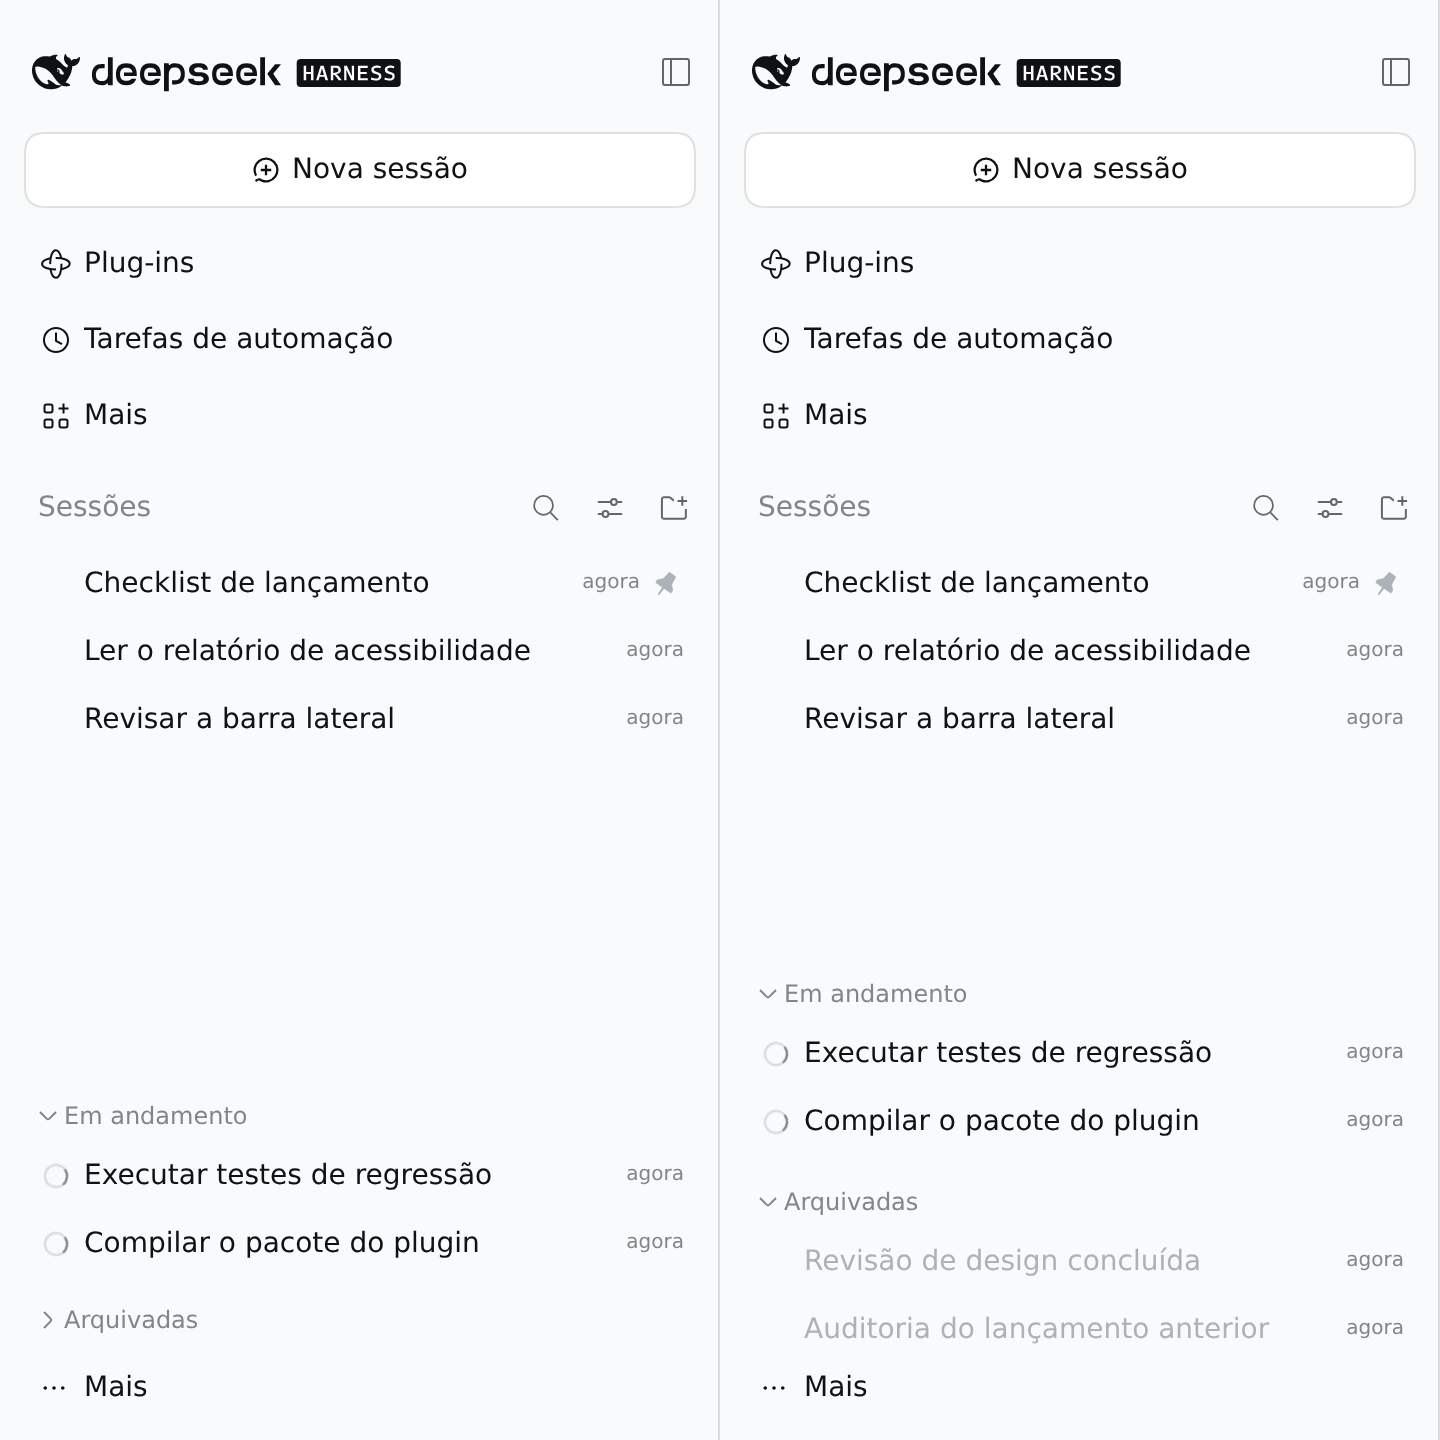 deepseek HARNESS
Nova sessão
Plug-ins
Tarefas de automação
Mais
Sessões
Checklist de lançamento agora
Ler o relatório de acessibilidade agora
Revisar a barra lateral agora
Em andamento
Executar testes de regressão agora
Compilar o pacote do plugin agora
Arquivadas
Mais
deepseek HARNESS
Nova sessão
Plug-ins
Tarefas de automação
Mais
Sessões
Checklist de lançamento agora
Ler o relatório de acessibilidade agora
Revisar a barra lateral agora
Em andamento
Executar testes de regressão agora
Compilar o pacote do plugin agora
Arquivadas
Revisão de design concluída agora
Auditoria do lançamento anterior agora
Mais